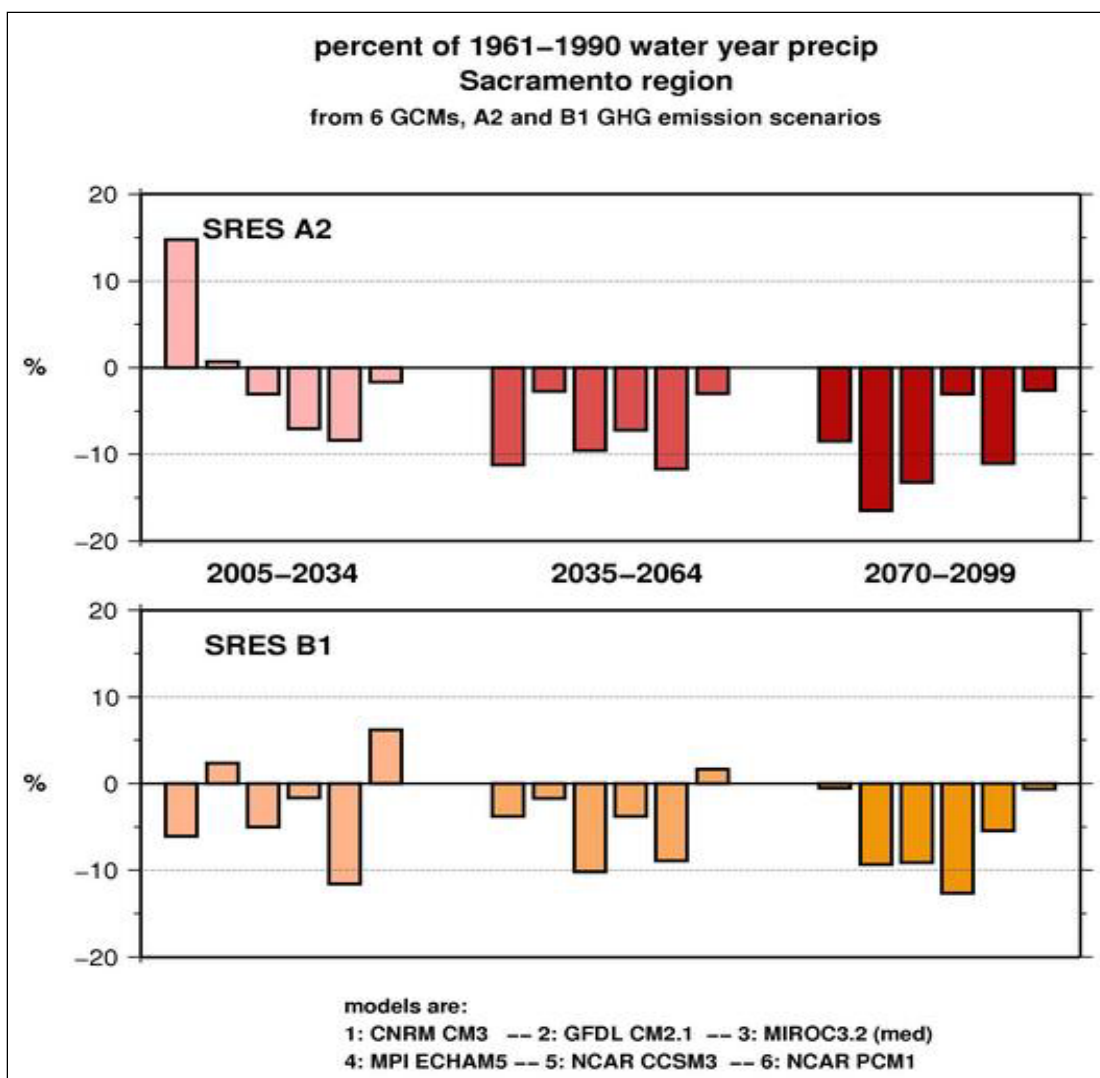 percent of 1961–1990 water year precip
Sacramento region
from 6 GCMs, A2 and B1 GHG emission scenarios
20
SRES A2
10
%
0
−10
−20
2005–2034 2035–2064 2070–2099
20
SRES B1
10
%
0
−10
−20
models are:
1: CNRM CM3 −− 2: GFDL CM2.1 −− 3: MIROC3.2 (med)
4: MPI ECHAM5 −− 5: NCAR CCSM3 −− 6: NCAR PCM1